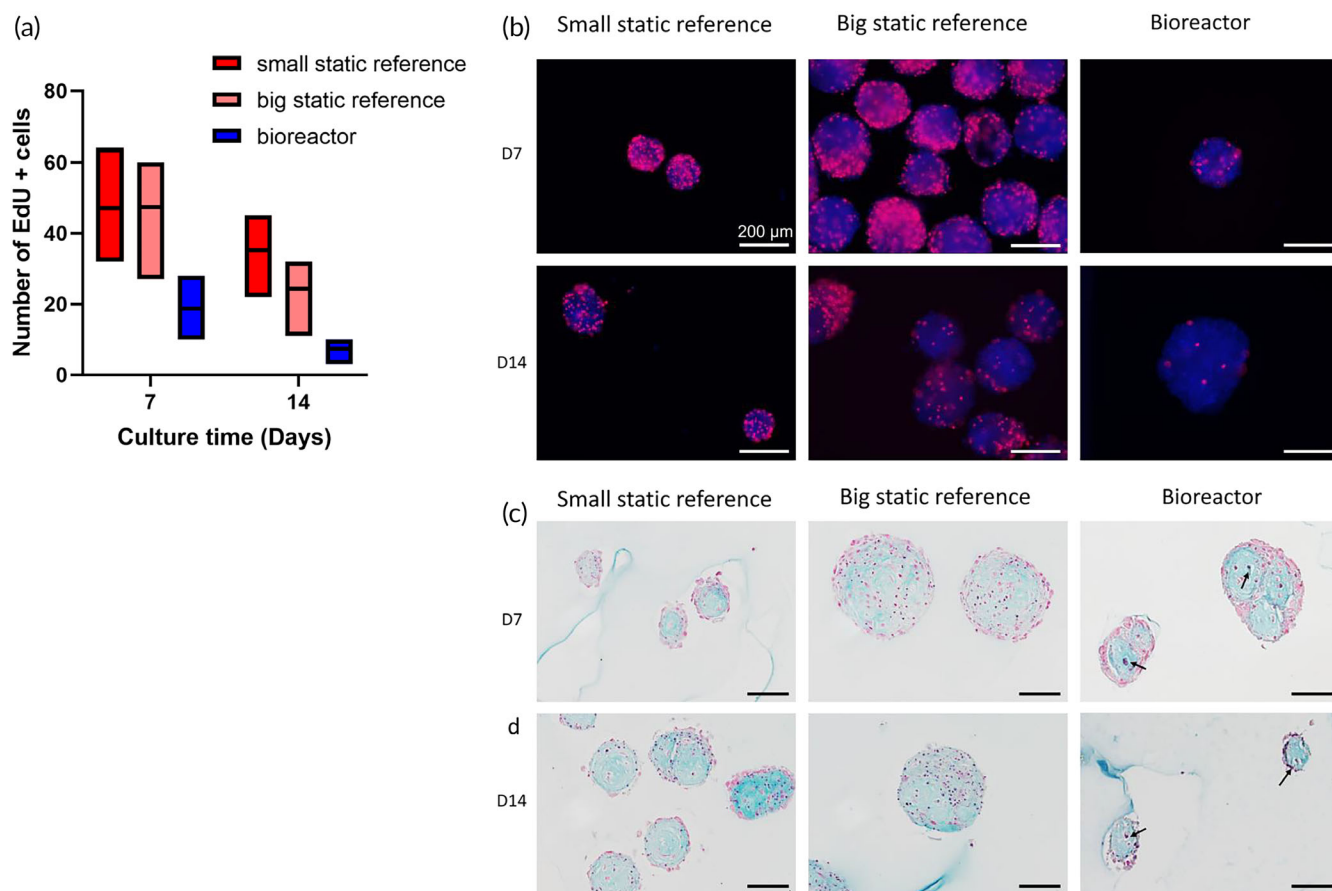 (a)
small static reference
big static reference
bioreactor
80
60
40
20
0
Number of EdU + cells
7
14
Culture time (Days)
(b)
Small static reference
Big static reference
Bioreactor
D7
200 µm
D14
(c)
Small static reference
Big static reference
Bioreactor
D7
d
D14